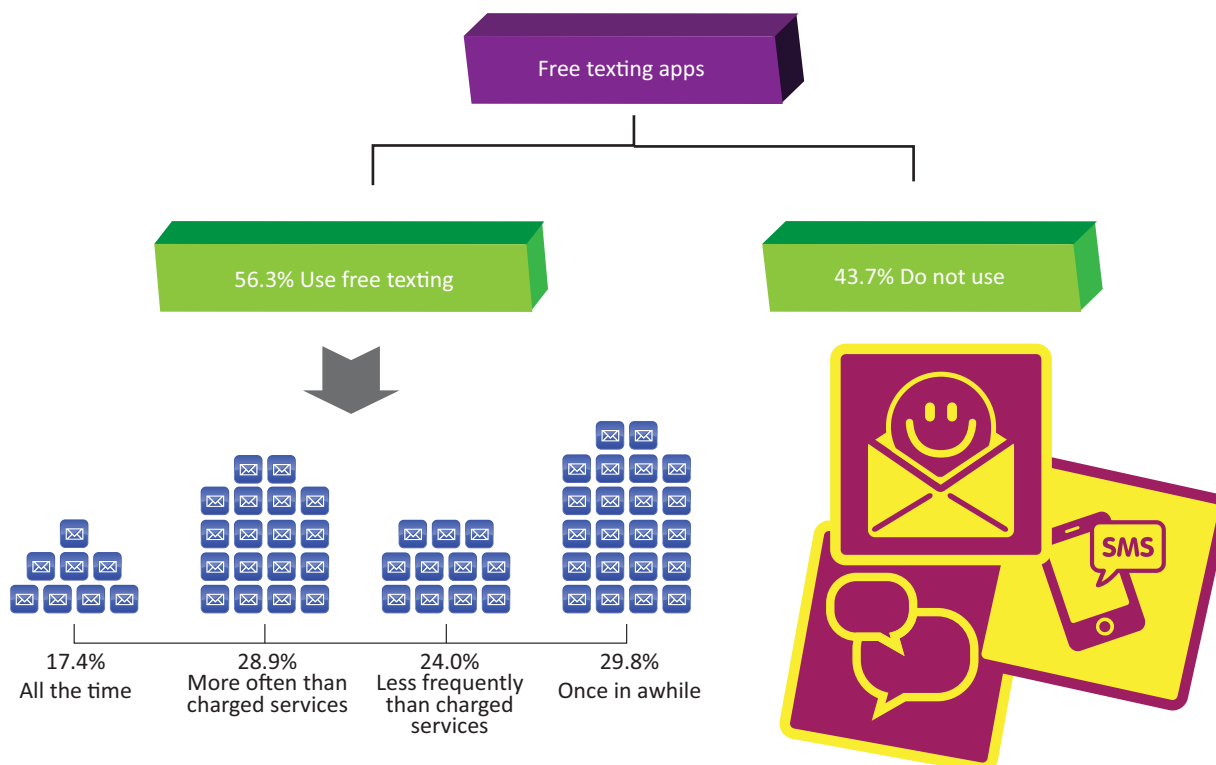 Free texting apps
56.3% Use free texting
43.7% Do not use
SMS
17.4%
All the time
28.9%
More often than
charged services
24.0%
Less frequently
than charged
services
29.8%
Once in awhile